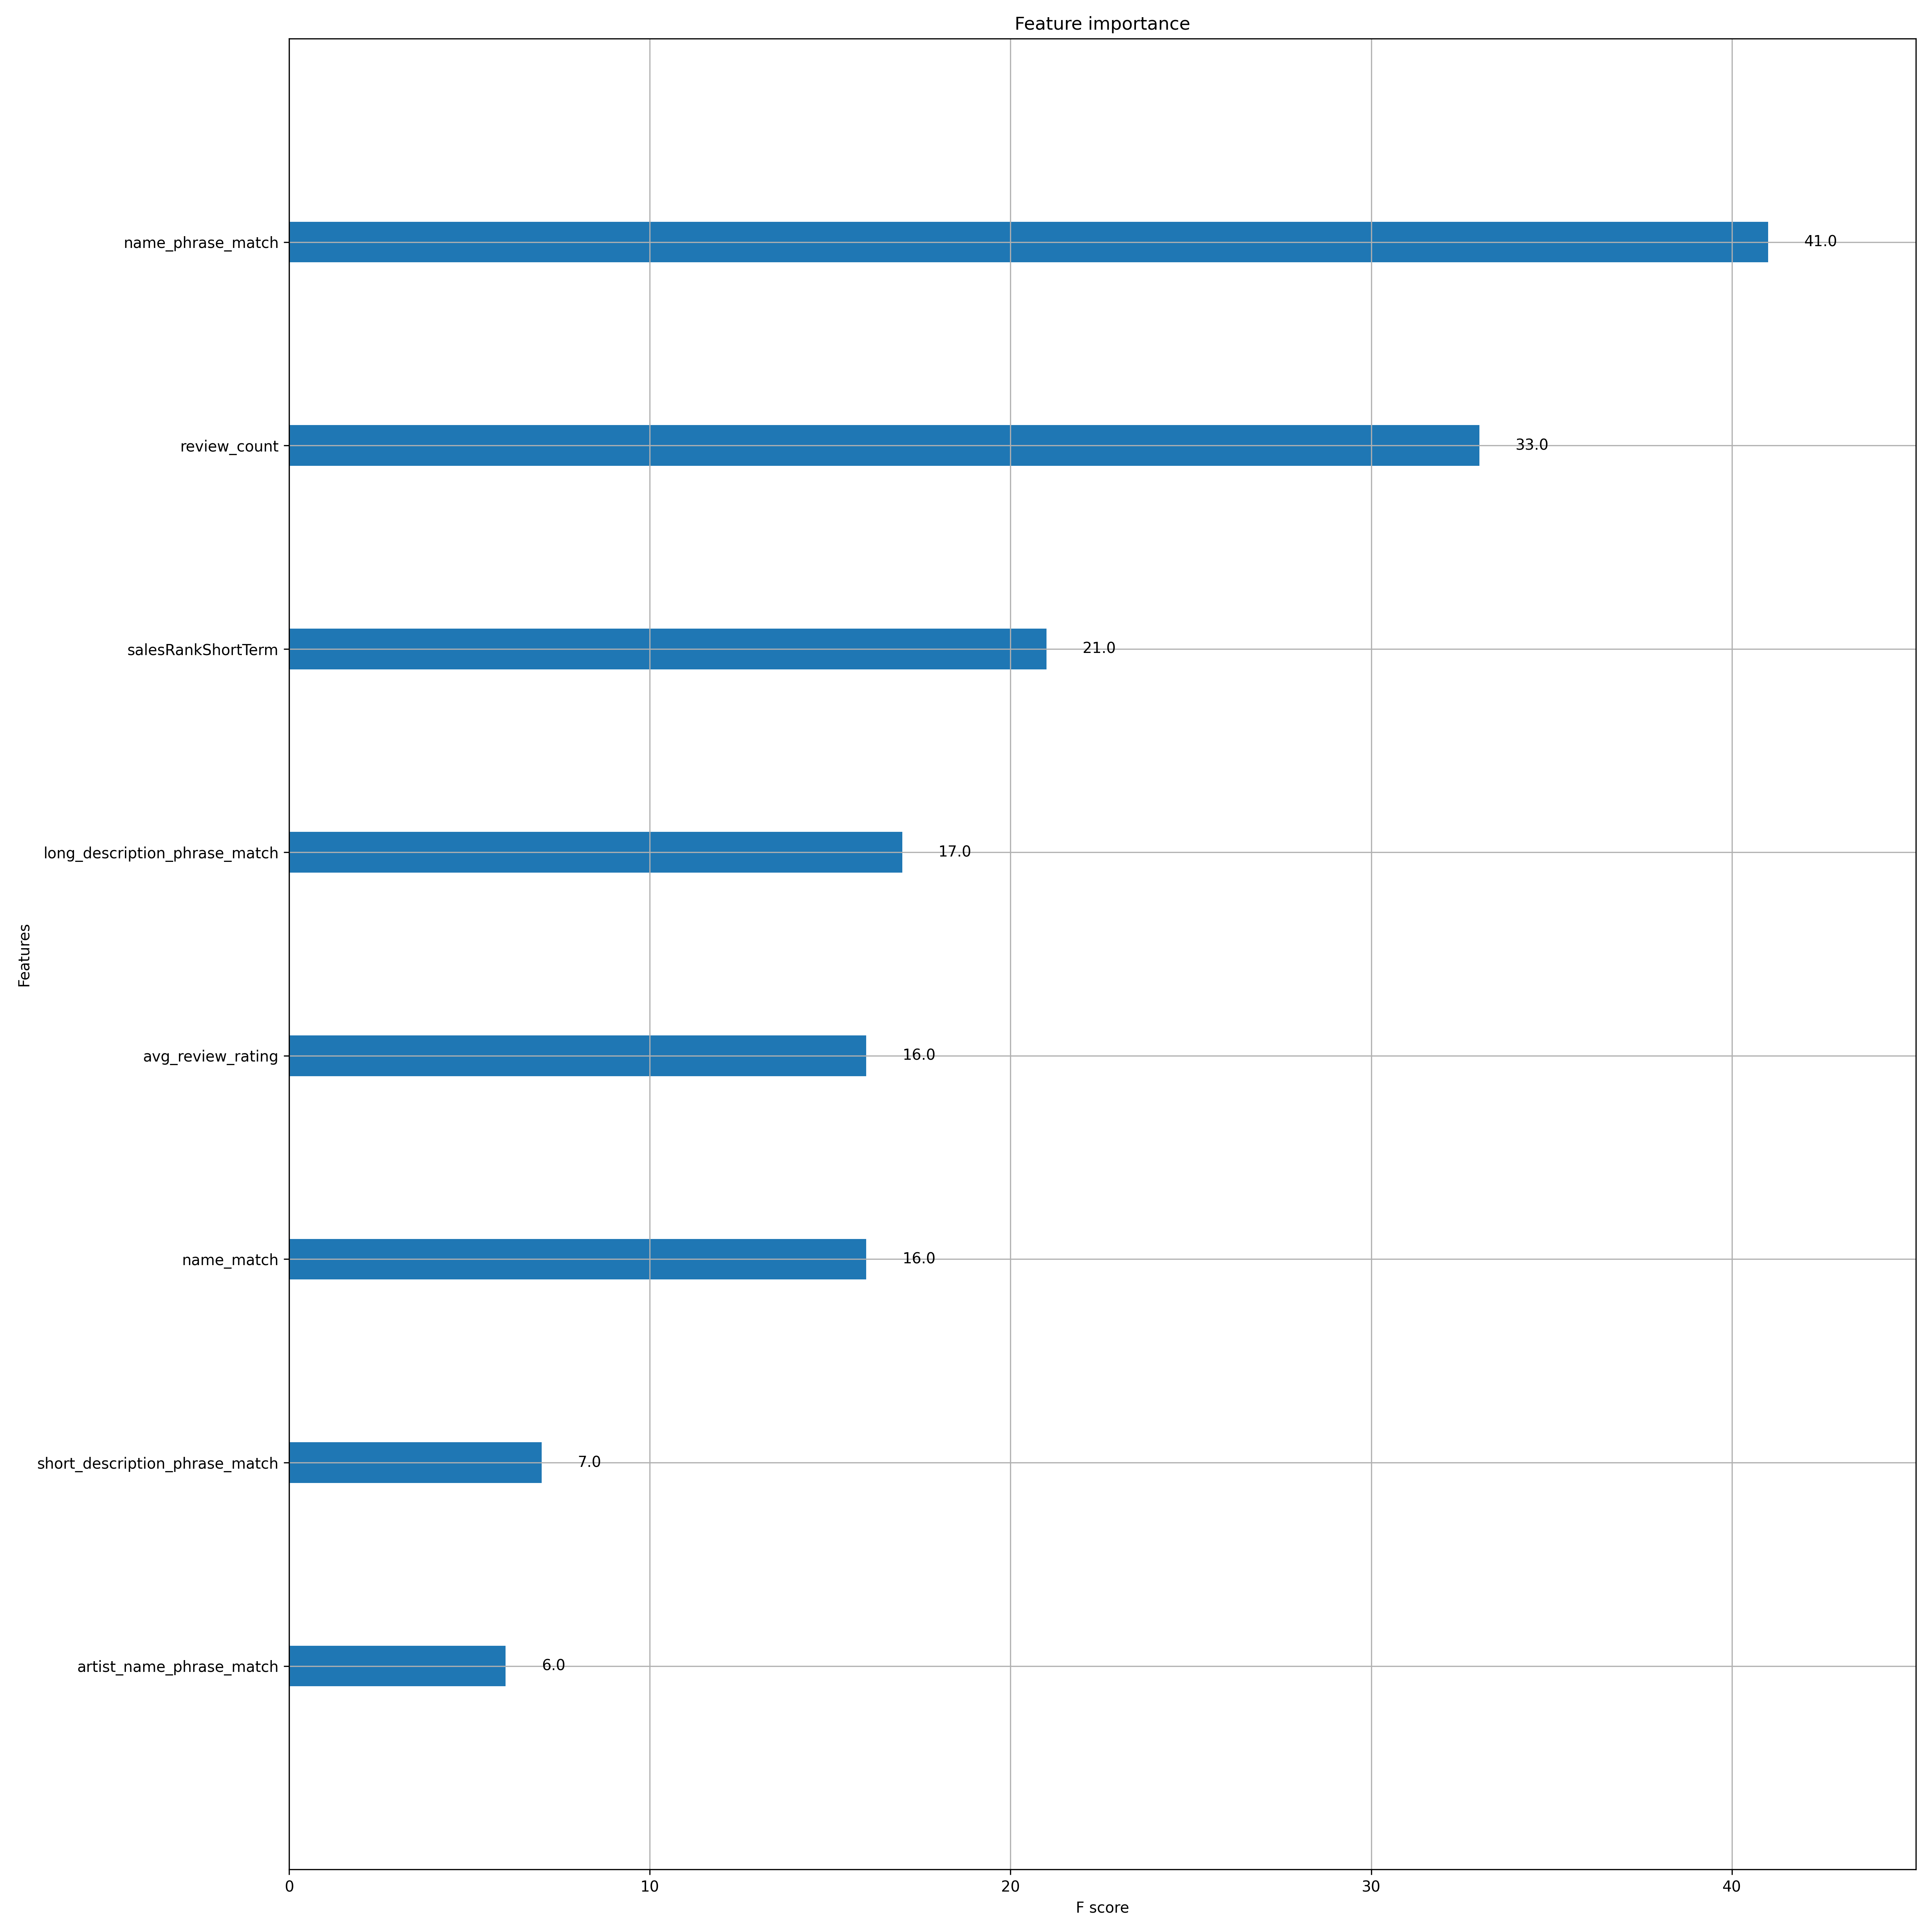 Feature importance
name_phrase_match 41.0
review_count 33.0
salesRankShortTerm 21.0
long_description_phrase_match 17.0
Features
avg_review_rating 16.0
name_match 16.0
short_description_phrase_match 7.0
artist_name_phrase_match 6.0
0 10 20 30 40
F score